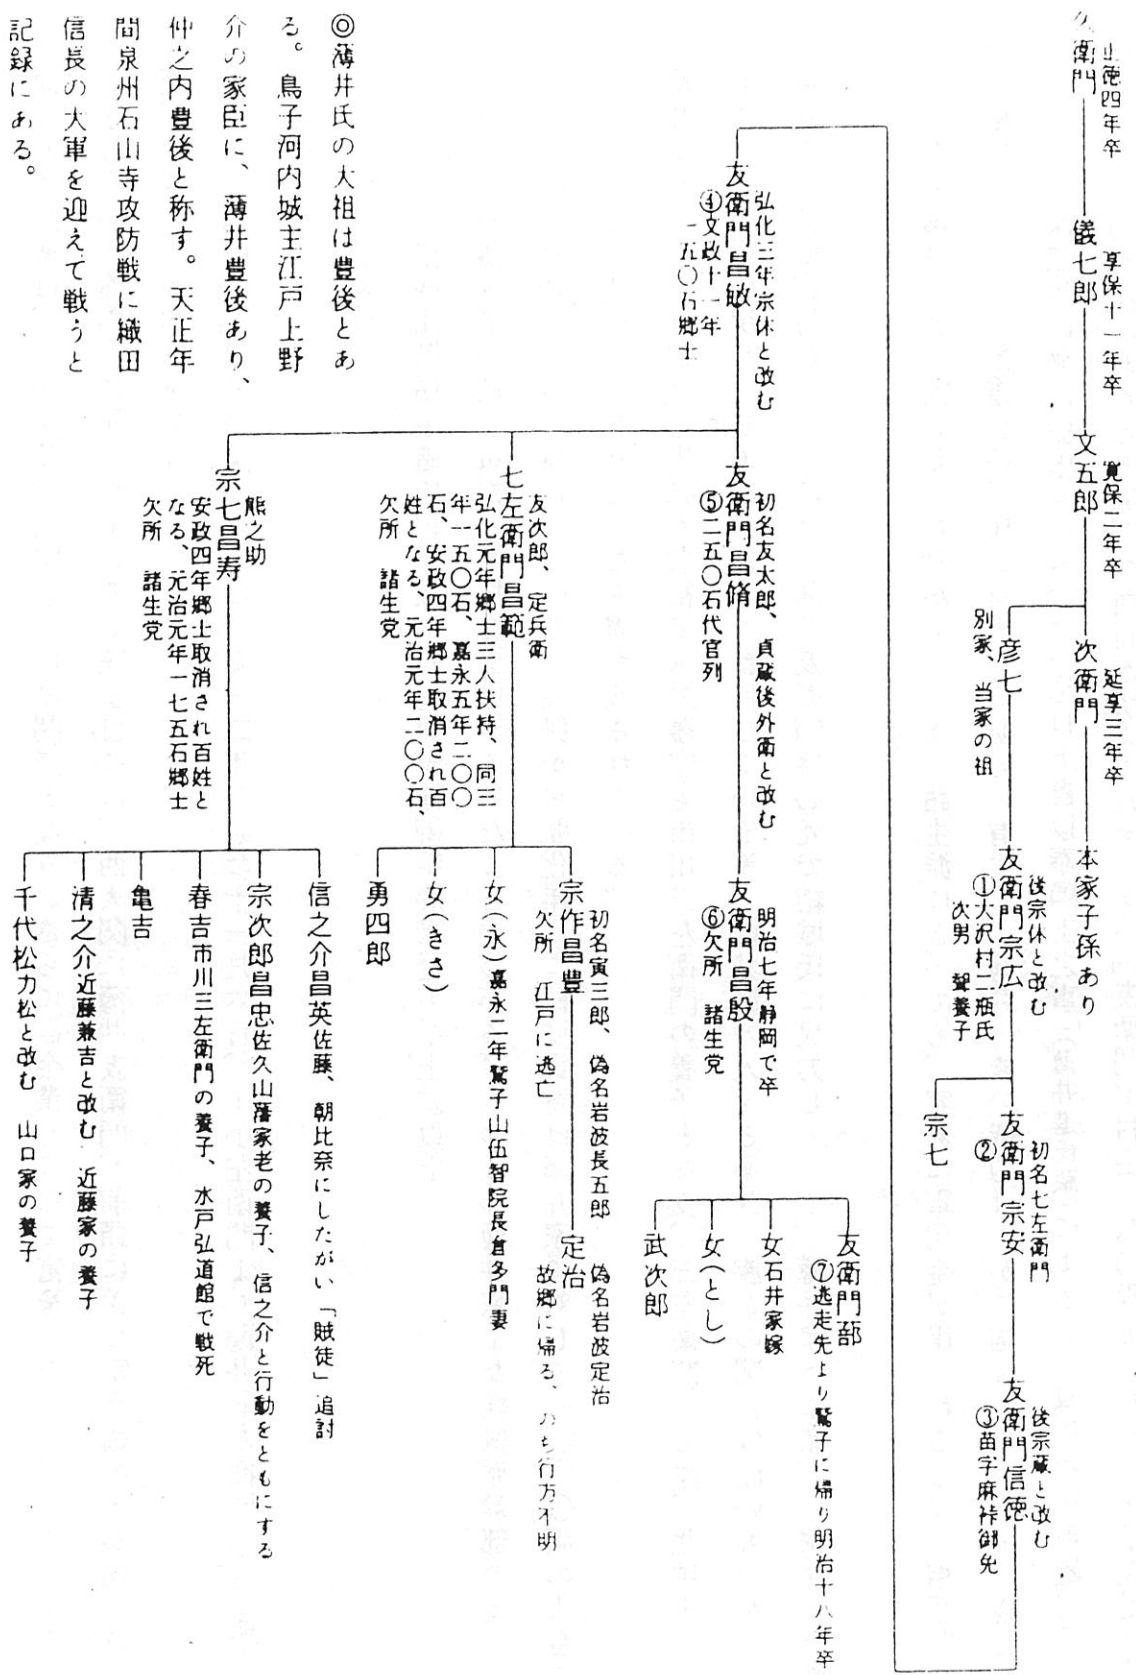 正徳四年卒
久衛門
享保十一年卒
儀七郎
寛保二年卒
文五郎
延享三年卒
次衛門
本家子孫あり
彦七
別家、当家の祖
後宗休と改む
友衛門宗広
①大沢村二瓶氏
次男　聟養子
初名七左衛門
友衛門宗安
②
宗七
後宗蔵と改む
友衛門信徳
③苗字麻裃御免
弘化三年宗休と改む
友衛門昌敏
④文政十一年
一五〇石郷士
初名友太郎、貞蔵後外衛と改む
友衛門昌脩
⑤二五〇石代官列
明治七年静岡で卒
友衛門昌殷
⑥欠所　諸生党
友衛門部
⑦逃走先より鷲子に帰り明治十八年卒
女石井家嫁
女（とし）
武次郎
友次郎、定兵衛
七左衛門昌範
弘化元年郷士三人扶持、同三
年一五〇石、嘉永五年二〇〇
石、安政四年郷士取消され百
姓となる、元治元年二〇〇石、
欠所　諸生党
初名寅三郎、偽名岩波長五郎
宗作昌豊
欠所　江戸に逃亡
偽名岩波定治
定治
故郷に帰る、のち行方不明
女（永）嘉永二年鷲子山伍智院長倉多門妻
女（きさ）
勇四郎
熊之助
宗七昌寿
安政四年郷士取消され百姓と
なる、元治元年一七五石郷士
欠所　諸生党
信之介昌英佐藤、朝比奈にしたがい「賊徒」追討
宗次郎昌忠佐久山藩家老の養子、信之介と行動をともにする
春吉市川三左衛門の養子、水戸弘道館で戦死
亀吉
清之介近藤兼吉と改む　近藤家の養子
千代松力松と改む　山口家の養子
◎薄井氏の大祖は豊後とあ
る。鳥子河内城主江戸上野
介の家臣に、薄井豊後あり、
仲之内豊後と称す。天正年
間泉州石山寺攻防戦に織田
信長の大軍を迎えて戦うと
記録にある。